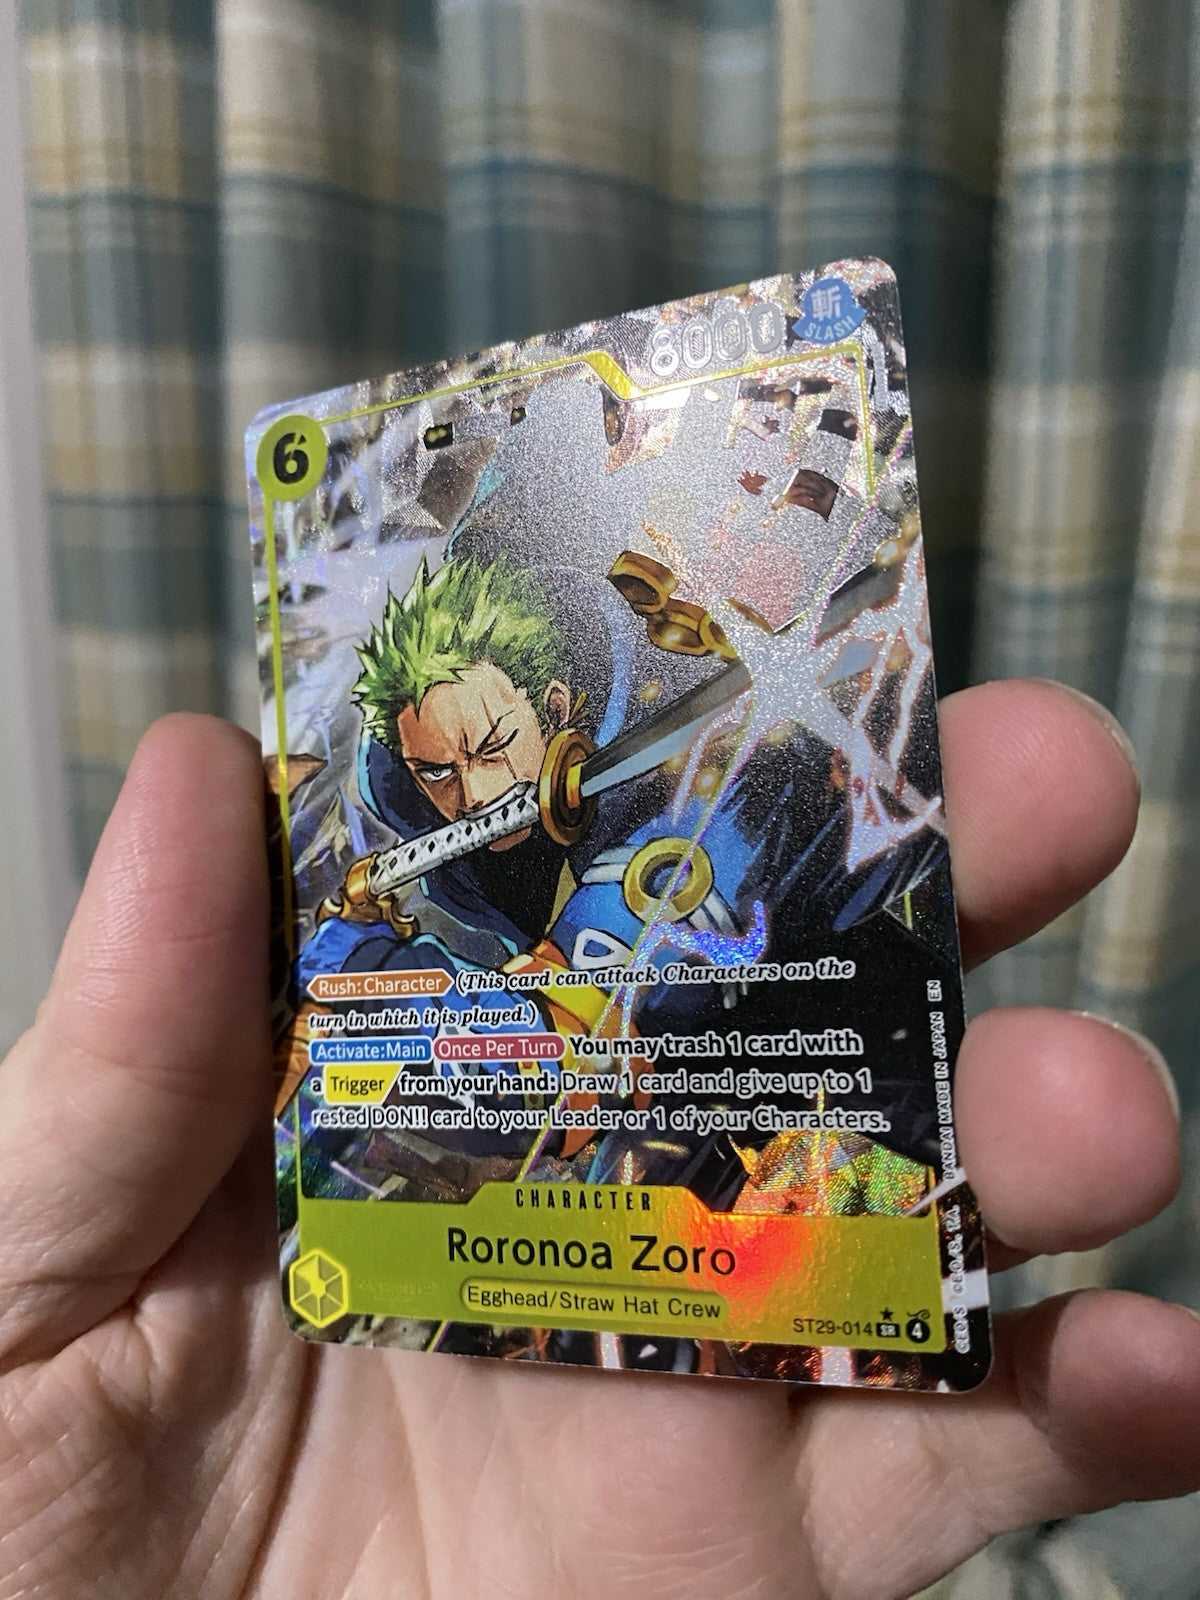 8000
斬
SLASH
6
Rush:Character (This card can attack Characters on the
turn in which it is played.)
Activate:Main Once Per Turn You may trash 1 card with
a Trigger from your hand: Draw 1 card and give up to 1
rested DON!! card to your Leader or 1 of your Characters.
CHARACTER
Roronoa Zoro
Egghead/Straw Hat Crew
ST29-014 SR 4
BANDAI MADE IN JAPAN EN